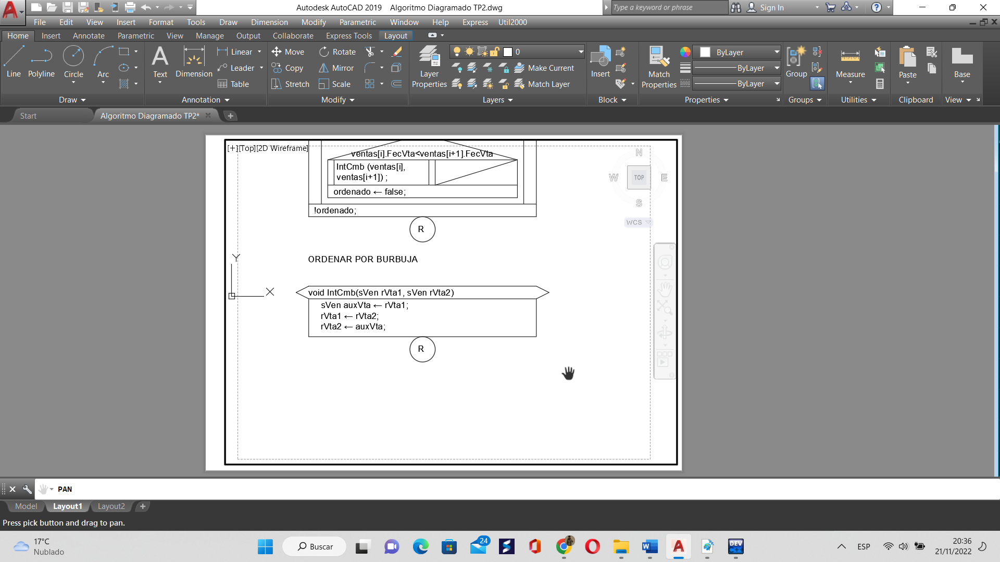 Autodesk AutoCAD 2019 Algoritmo Diagramado TP2.dwg
Type a keyword or phrase
Sign In
File Edit View Insert Format Tools Draw Dimension Modify Parametric Window Help Express Util2000
Home Insert Annotate Parametric View Manage Output Collaborate Express Tools Layout
Line Polyline Circle Arc
Draw
Text Dimension
Linear
Leader
Table
Annotation
Move Rotate
Copy Mirror
Stretch Scale
Modify
Layer
Properties
0
Make Current
Match Layer
Layers
Insert
Block
Match
Properties
ByLayer
ByLayer
ByLayer
Properties
Group
Groups
Measure
Utilities
Paste
Clipboard
Base
View
Start Algoritmo Diagramado TP2*
[+][Top][2D Wireframe]
ventas[i].FecVta<ventas[i+1].FecVta
IntCmb (ventas[i],
ventas[i+1]) ;
ordenado ← false;
!ordenado;
R
ORDENAR POR BURBUJA
void IntCmb(sVen rVta1, sVen rVta2)
sVen auxVta ← rVta1;
rVta1 ← rVta2;
rVta2 ← auxVta;
R
Y
X
N
W TOP E
S
WCS
PAN
Model Layout1 Layout2
Press pick button and drag to pan.
17°C
Nublado
Buscar
24
DEV
C++
ESP
20:36
21/11/2022